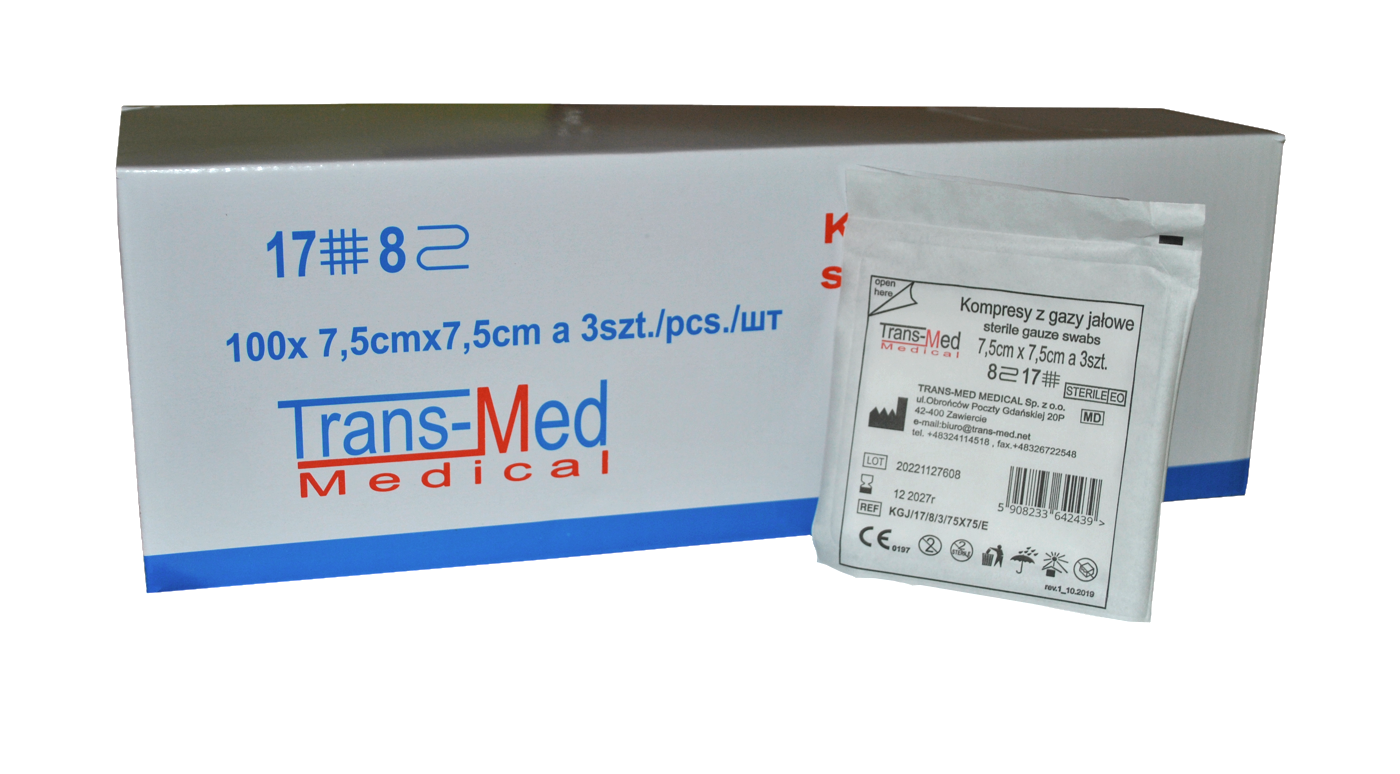 17 8
100x 7,5cmx7,5cm a 3szt./pcs./шт
Trans-Med
Medical
K
s
open
here
Kompresy z gazy jałowe
sterile gauze swabs
Trans-Med
Medical
7,5cm x 7,5cm a 3szt.
8 17
STERILE EO
TRANS-MED MEDICAL Sp. z o.o.
ul.Obrońców Poczty Gdańskiej 20P
42-400 Zawiercie
MD
e-mail:biuro@trans-med.net
tel. +48324114518 , fax.+48326722548
LOT 20221127608
12 2027r
REF KGJ/17/8/3/75X75/E
5 908233 642439 >
CE 0197
2
2
STERILE
rev.1_10.2019